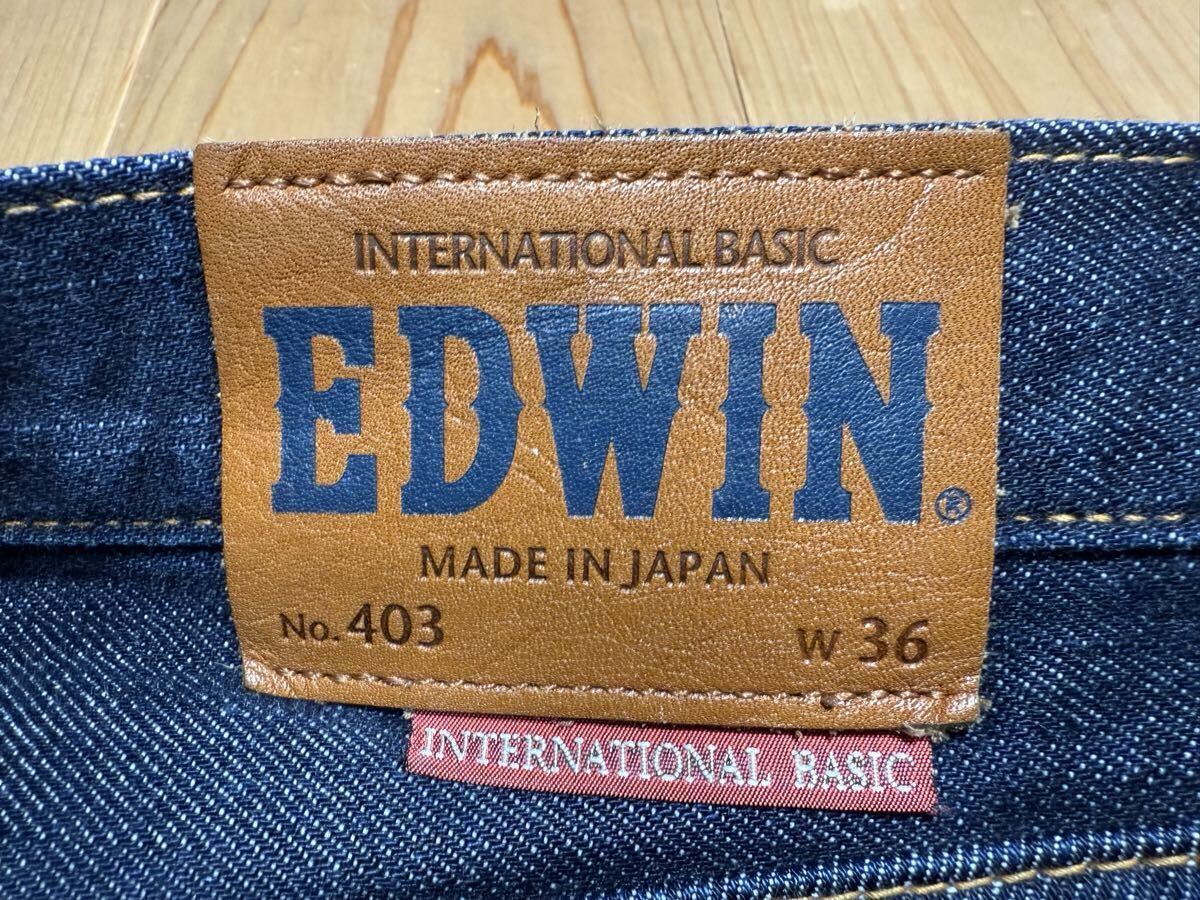 INTERNATIONAL BASIC
EDWIN®
MADE IN JAPAN
No. 403 W 36
INTERNATIONAL BASIC